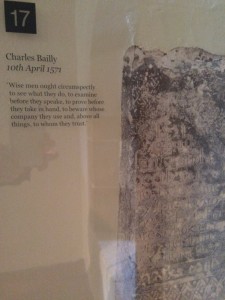 17
Charles Bailly
10th April 1571
"Wise men ought circumspectly
to see what they do, to examine
before they speake, to prove before
they take in hand, to beware whose
company they use and, above all
things, to whom they trust."